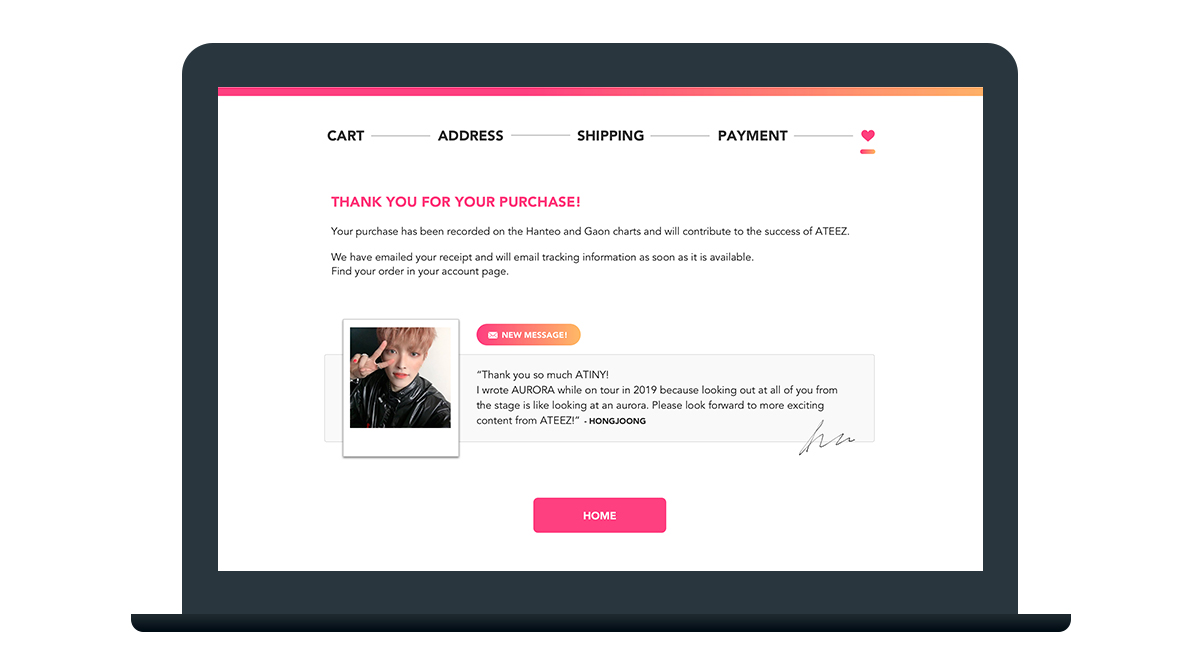 CART ADDRESS SHIPPING PAYMENT
THANK YOU FOR YOUR PURCHASE!
Your purchase has been recorded on the Hanteo and Gaon charts and will contribute to the success of ATEEZ.
We have emailed your receipt and will email tracking information as soon as it is available.
Find your order in your account page.
NEW MESSAGE!
“Thank you so much ATINY!
I wrote AURORA while on tour in 2019 because looking out at all of you from
the stage is like looking at an aurora. Please look forward to more exciting
content from ATEEZ!” - HONGJOONG
HOME